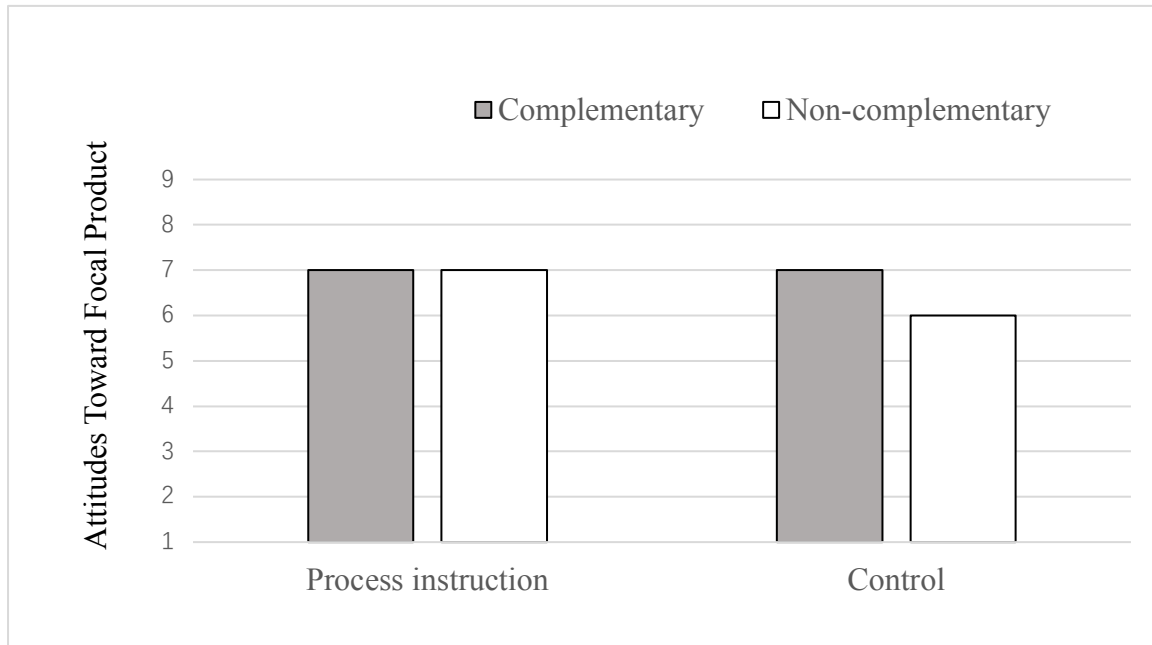 Complementary
Non-complementary
Attitudes Toward Focal Product
9
8
7
6
5
4
3
2
1
Process instruction
Control